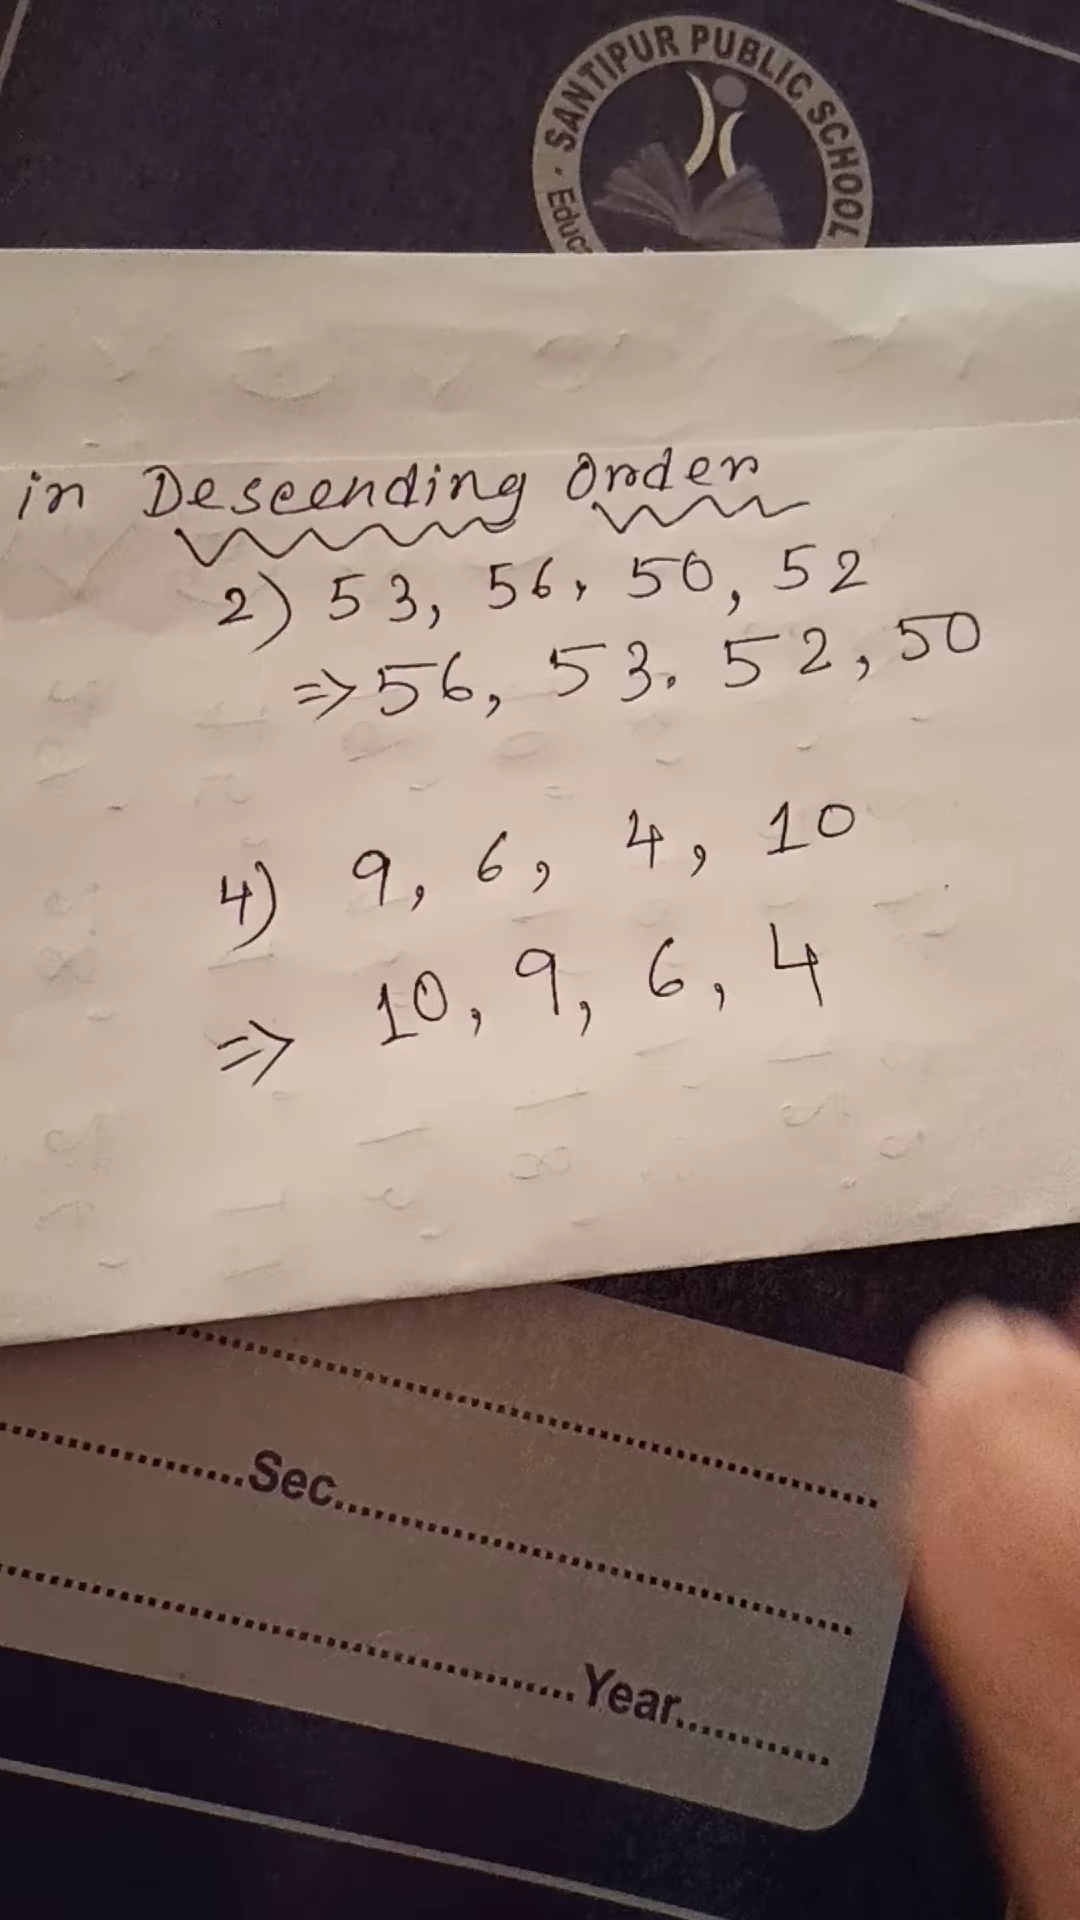 SANTIPUR PUBLIC SCHOOL
in Descending Order
2) 53, 56, 50, 52
⇒ 56, 53. 52, 50
4) 9, 6, 4, 10
⇒ 10, 9, 6, 4
Sec
Year